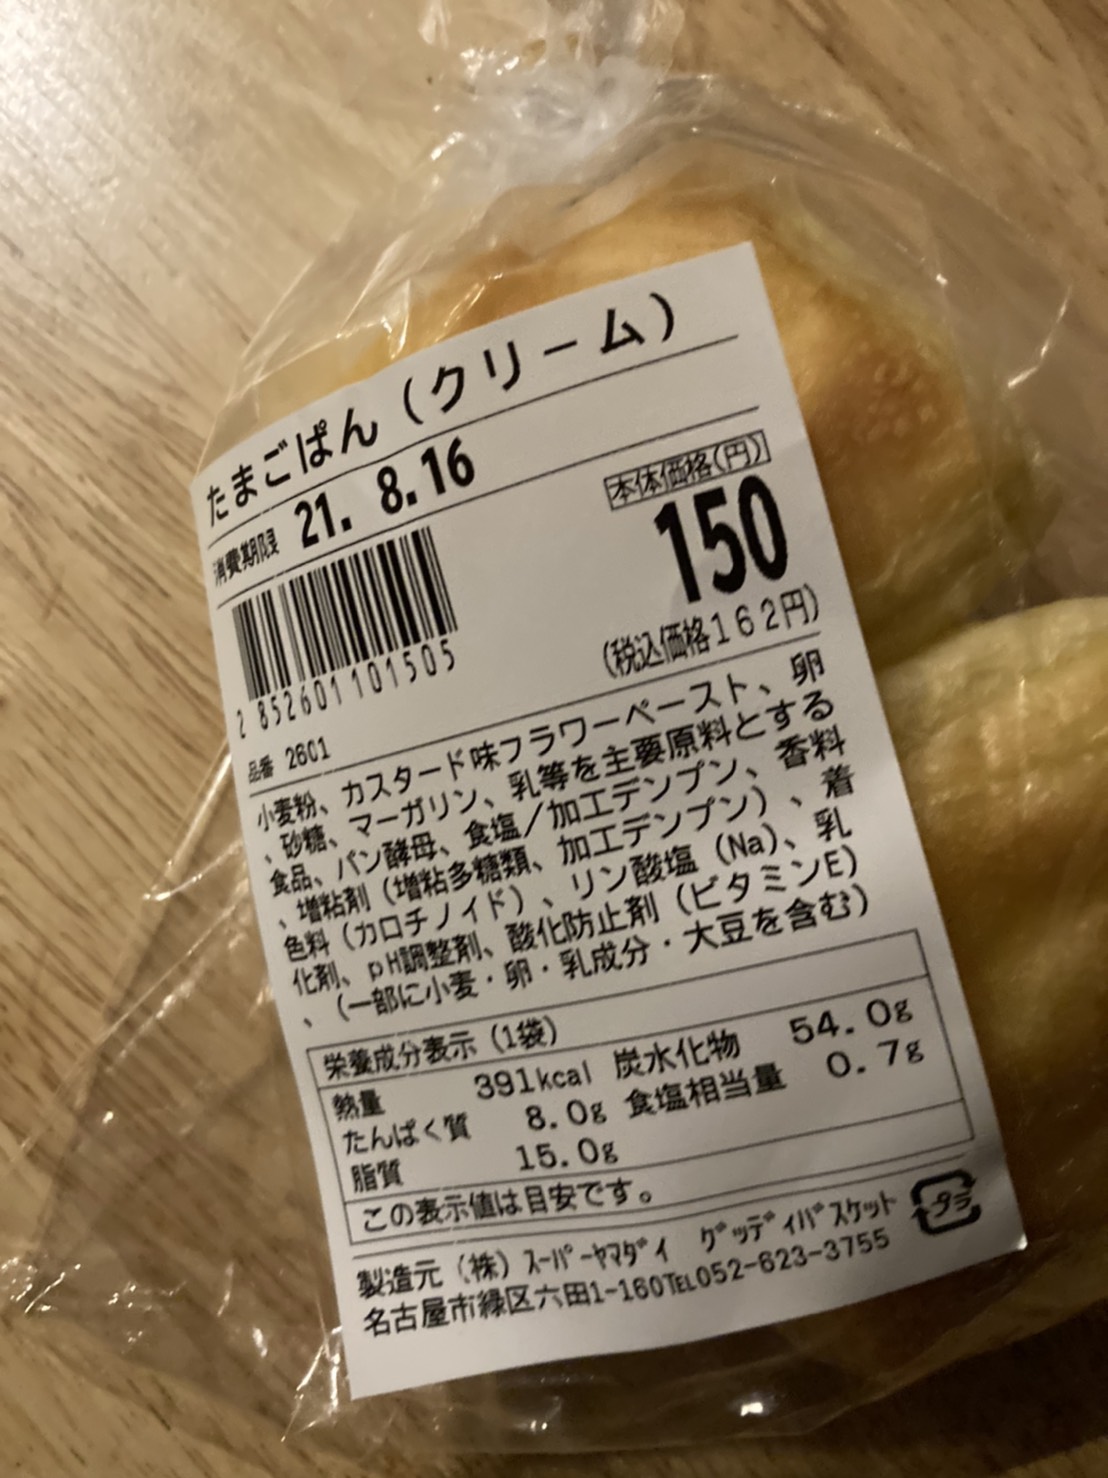 たまごぱん(クリーム)
消費期限 21. 8.16
本体価格(円)
150
(税込価格162円)
2 852601 101505
品番 2601
小麦粉、カスタード味フラワーペースト、卵
、砂糖、マーガリン、乳等を主要原料とする
食品、パン酵母、食塩/加工デンプン、香料
、増粘剤(増粘多糖類、加工デンプン)、着
色料(カロチノイド)、リン酸塩(Na)、乳
化剤、pH調整剤、酸化防止剤(ビタミンE)
、(一部に小麦・卵・乳成分・大豆を含む)
栄養成分表示(1袋)
熱量 391kcal 炭水化物 54.0g
たんぱく質 8.0g 食塩相当量 0.7g
脂質 15.0g
この表示値は目安です。
製造元(株)スーパーヤマダイ グッディバスケット
名古屋市緑区六田1-160TEL052-623-3755
プラ